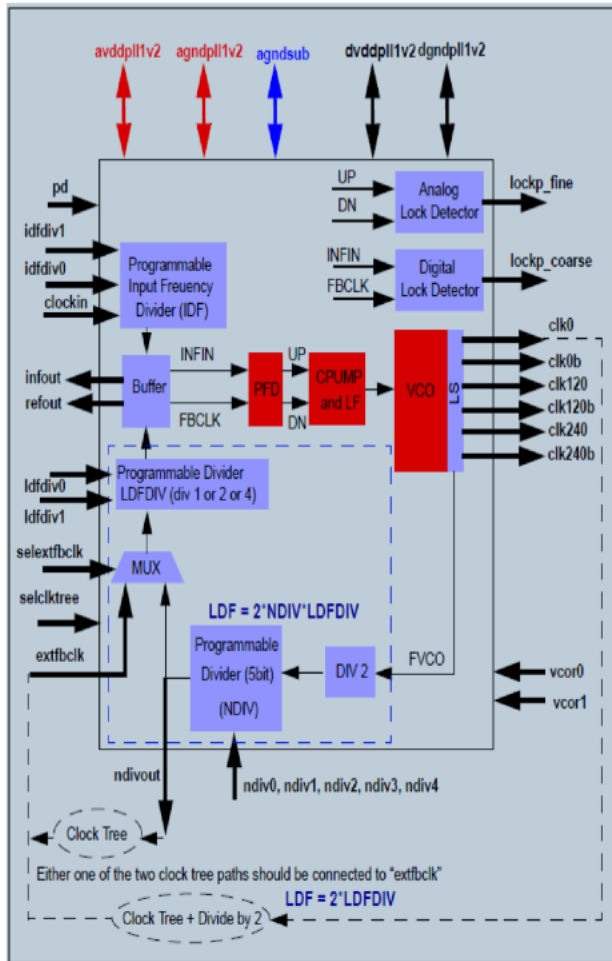 avddpll1v2
agndpll1v2
agndsub
dvddpll1v2
dgndpll1v2
pd
UP
DN
Analog
Lock Detector
lockp_fine
idfdiv1
idfdiv0
clockin
Programmable
Input Freuency
Divider (IDF)
INFIN
FBCLK
Digital
Lock Detector
lockp_coarse
infout
refout
Buffer
INFIN
FBCLK
PFD
UP
DN
CPUMP
and LF
VCO
LS
clk0
clk0b
clk120
clk120b
clk240
clk240b
ldfdiv0
ldfdiv1
Programmable Divider
LDFDIV (div 1 or 2 or 4)
selextfbclk
MUX
selclktree
LDF = 2*NDIV*LDFDIV
extfbclk
Programmable
Divider (5bit)
(NDIV)
DIV 2
FVCO
vcor0
vcor1
ndivout
ndiv0, ndiv1, ndiv2, ndiv3, ndiv4
Clock Tree
Either one of the two clock tree paths should be connected to “extfbclk”
LDF = 2*LDFDIV
Clock Tree + Divide by 2